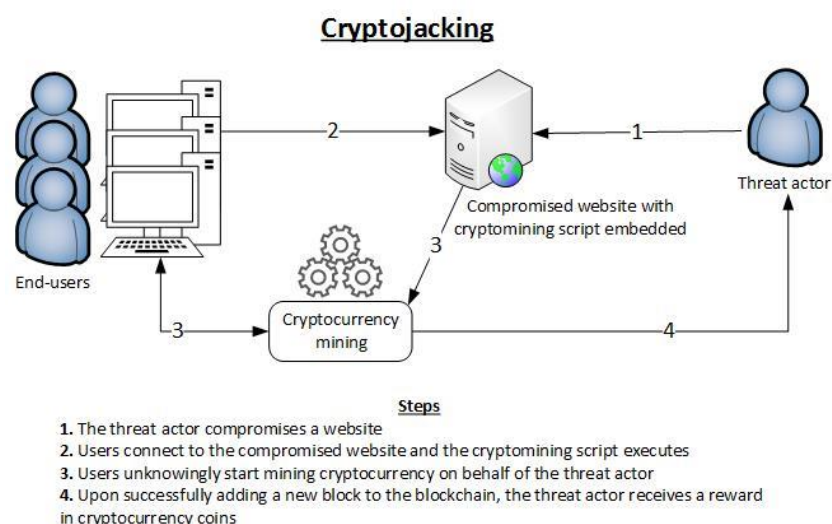 Cryptojacking
2
1
Threat actor
Compromised website with
cryptomining script embedded
3
End-users
Cryptocurrency
mining
3
4
Steps
1. The threat actor compromises a website
2. Users connect to the compromised website and the cryptomining script executes
3. Users unknowingly start mining cryptocurrency on behalf of the threat actor
4. Upon successfully adding a new block to the blockchain, the threat actor receives a reward
in cryptocurrency coins